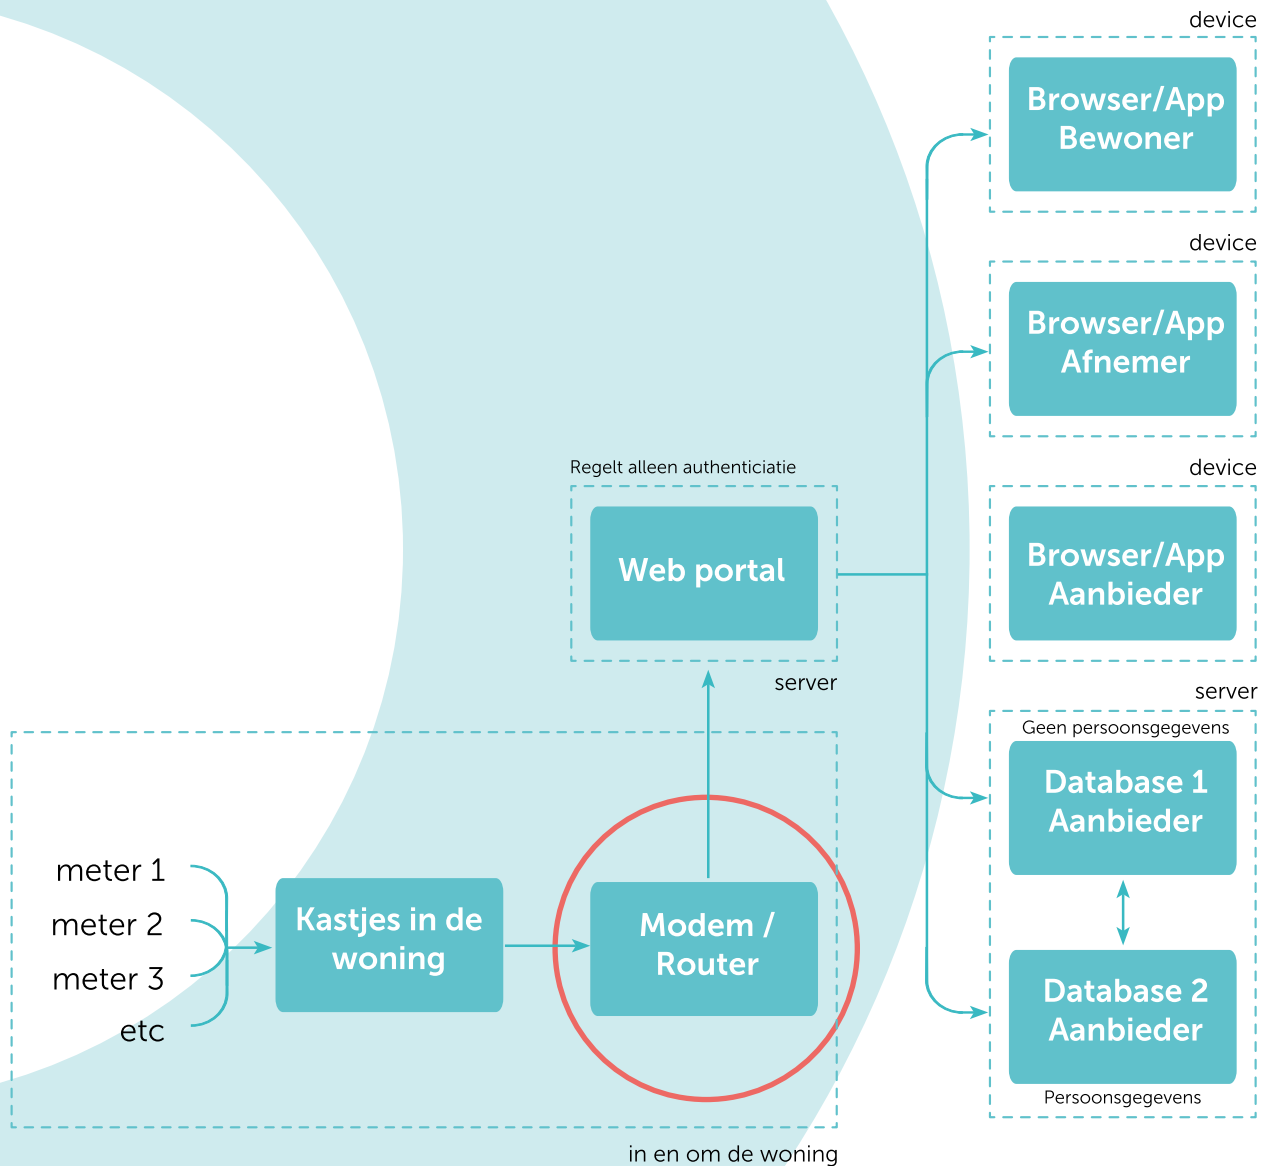 device
Browser/App
Bewoner
device
Browser/App
Afnemer
Regelt alleen authenticiatie
Web portal
server
device
Browser/App
Aanbieder
server
Geen persoonsgegevens
Database 1
Aanbieder
Database 2
Aanbieder
Persoonsgegevens
meter 1
meter 2
meter 3
etc
Kastjes in de
woning
Modem /
Router
in en om de woning